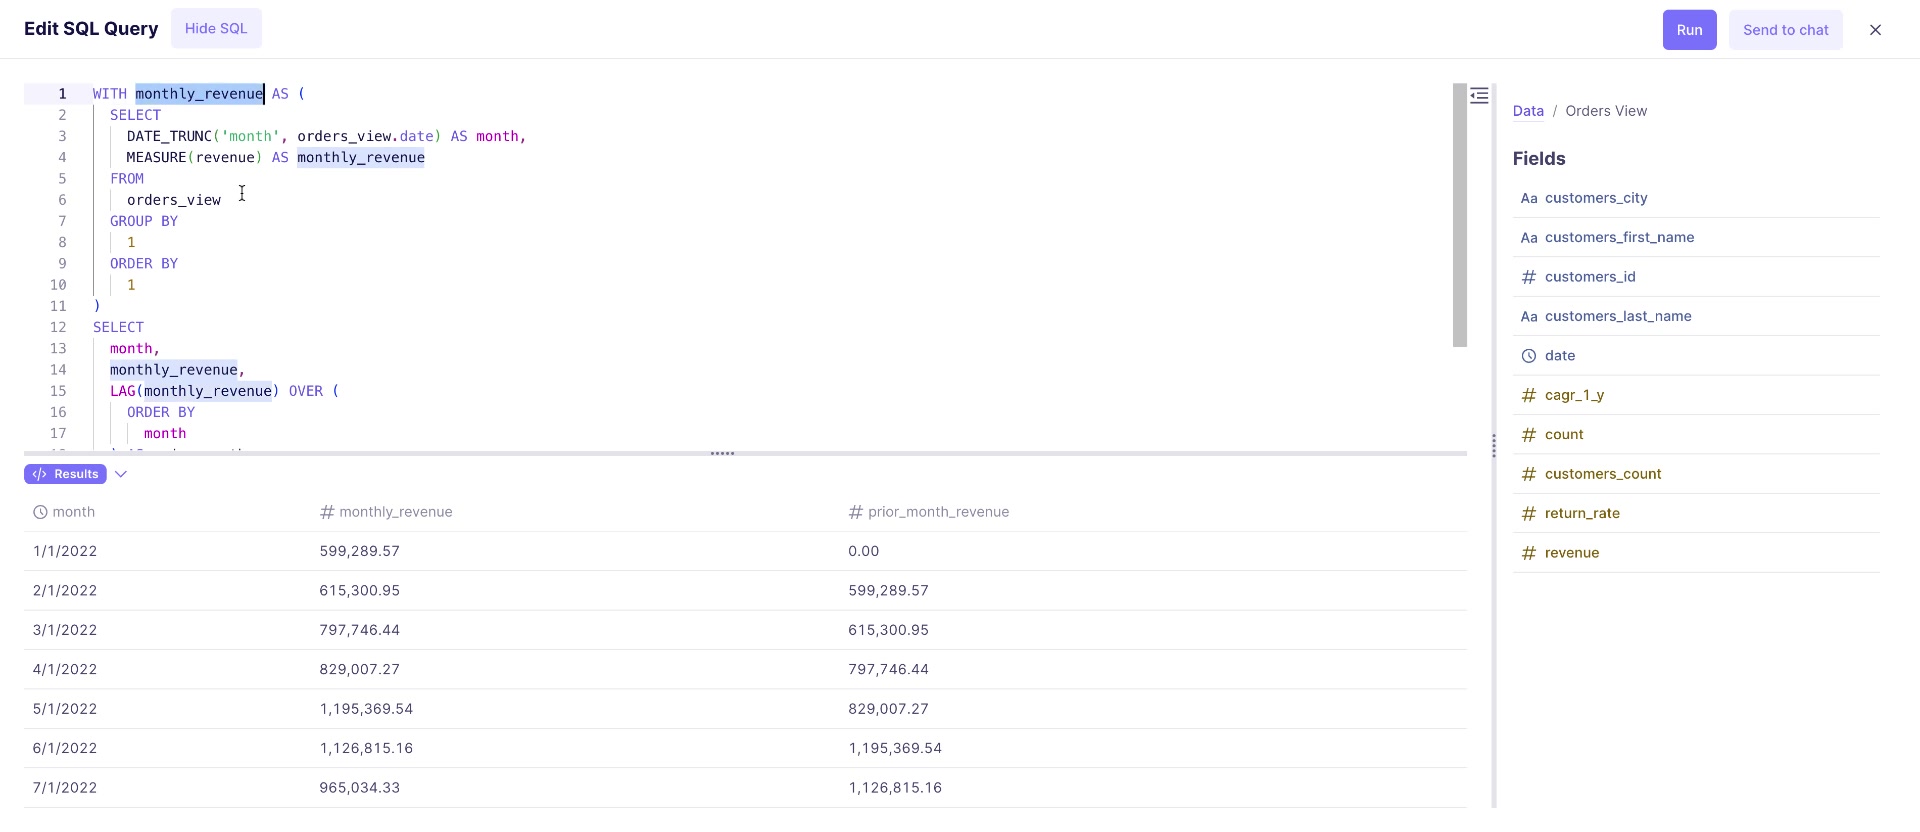 Edit SQL Query Hide SQL Run Send to chat
1 WITH monthly_revenue AS (
2 SELECT
3 DATE_TRUNC('month', orders_view.date) AS month,
4 MEASURE(revenue) AS monthly_revenue
5 FROM
6 orders_view
7 GROUP BY
8 1
9 ORDER BY
10 1
11 )
12 SELECT
13 month,
14 monthly_revenue,
15 LAG(monthly_revenue) OVER (
16 ORDER BY
17 month
Results
month monthly_revenue prior_month_revenue
1/1/2022 599,289.57 0.00
2/1/2022 615,300.95 599,289.57
3/1/2022 797,746.44 615,300.95
4/1/2022 829,007.27 797,746.44
5/1/2022 1,195,369.54 829,007.27
6/1/2022 1,126,815.16 1,195,369.54
7/1/2022 965,034.33 1,126,815.16
Data / Orders View
Fields
Aa customers_city
Aa customers_first_name
# customers_id
Aa customers_last_name
date
# cagr_1_y
# count
# customers_count
# return_rate
# revenue